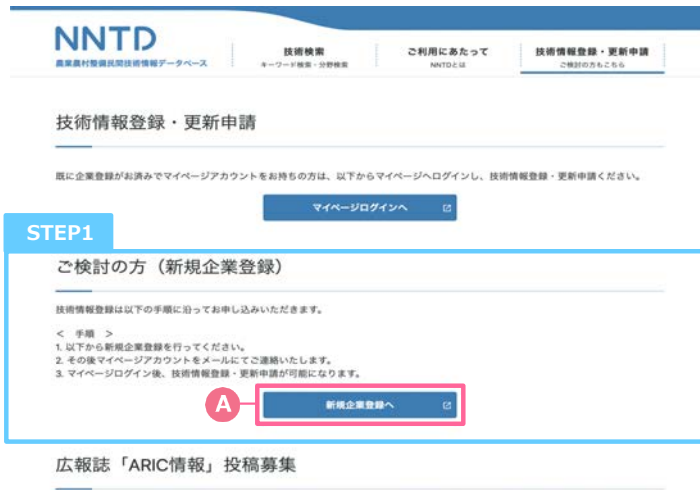 NNTD
農業農村整備民間技術情報データベース
技術検索
キーワード検索・分野検索
ご利用にあたって
NNTDとは
技術情報登録・更新申請
ご検討の方もこちら
技術情報登録・更新申請
既に企業登録がお済みでマイページアカウントをお持ちの方は、以下からマイページへログインし、技術情報登録・更新申請ください。
マイページログインへ
STEP1
ご検討の方（新規企業登録）
技術情報登録は以下の手順に沿ってお申し込みいただきます。
＜ 手順 ＞
1. 以下から新規企業登録を行ってください。
2. その後マイページアカウントをメールにてご連絡いたします。
3. マイページログイン後、技術情報登録・更新申請が可能になります。
A
新規企業登録へ
広報誌「ARIC情報」投稿募集